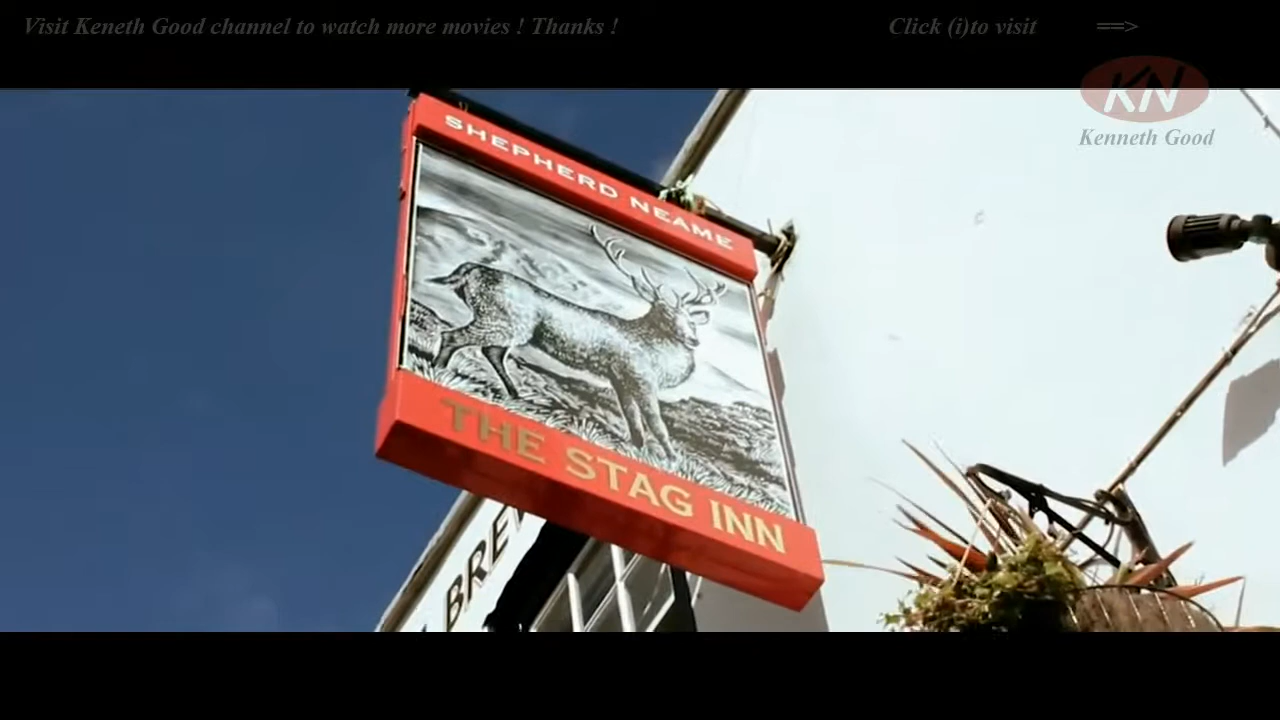 Visit Keneth Good channel to watch more movies ! Thanks !
Click (i)to visit ==>
KN
Kenneth Good
SHEPHERD NEAME
THE STAG INN